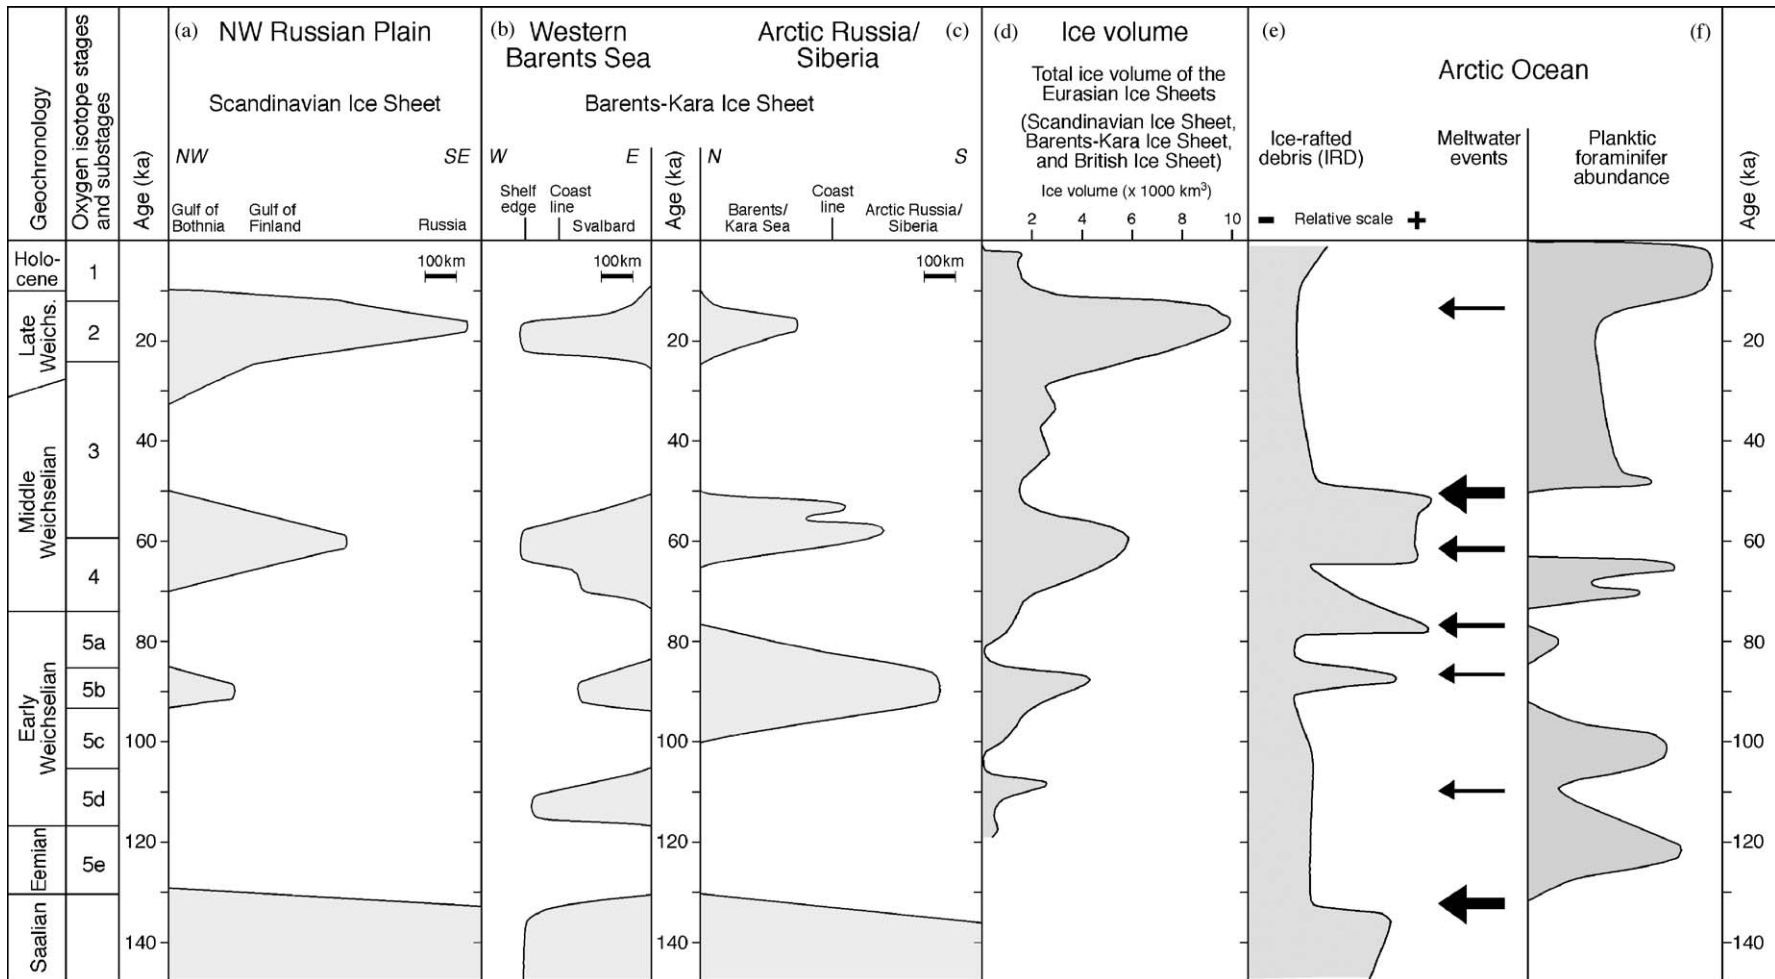 Geochronology
Oxygen isotope stages
and substages
Age (ka)
(a) NW Russian Plain
Scandinavian Ice Sheet
NW SE
Gulf of
Bothnia
Gulf of
Finland
Russia
100km
(b) Western
Barents Sea
Arctic Russia/ (c)
Siberia
Barents-Kara Ice Sheet
W E
Shelf
edge
Coast
line
Svalbard
100km
Age (ka)
N S
Barents/
Kara Sea
Coast
line
Arctic Russia/
Siberia
100km
(d) Ice volume
Total ice volume of the
Eurasian Ice Sheets
(Scandinavian Ice Sheet,
Barents-Kara Ice Sheet,
and British Ice Sheet)
Ice volume (x 1000 km³)
2 4 6 8 10
(e) (f)
Arctic Ocean
Ice-rafted
debris (IRD)
Meltwater
events
Planktic
foraminifer
abundance
- Relative scale +
Age (ka)
Holo-
cene
Late
Weichs.
Middle
Weichselian
Early
Weichselian
Eemian
Saalian
1
2
3
4
5a
5b
5c
5d
5e
20
40
60
80
100
120
140
20
40
60
80
100
120
140
20
40
60
80
100
120
140